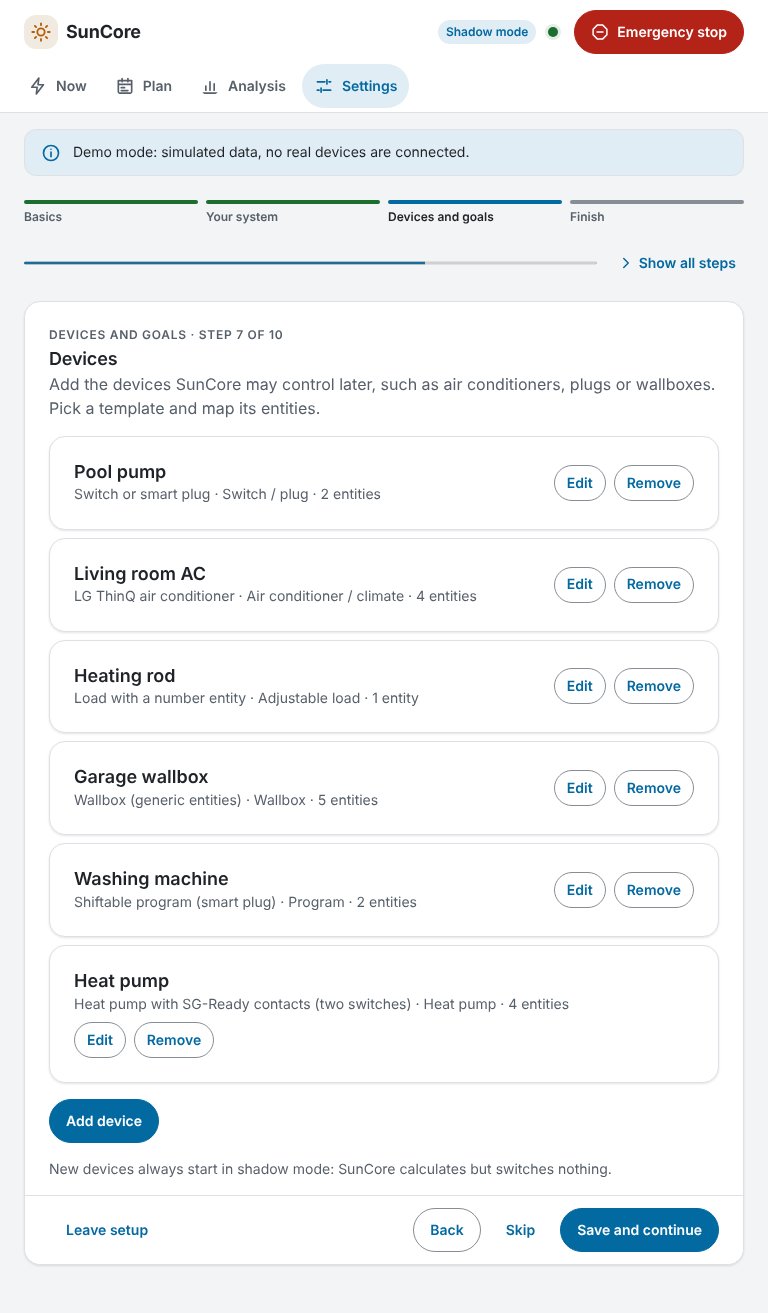 SunCore
Shadow mode
Emergency stop
Now
Plan
Analysis
Settings
Demo mode: simulated data, no real devices are connected.
Basics
Your system
Devices and goals
Finish
Show all steps
DEVICES AND GOALS · STEP 7 OF 10
Devices
Add the devices SunCore may control later, such as air conditioners, plugs or wallboxes.
Pick a template and map its entities.
Pool pump
Switch or smart plug · Switch / plug · 2 entities
Edit
Remove
Living room AC
LG ThinQ air conditioner · Air conditioner / climate · 4 entities
Edit
Remove
Heating rod
Load with a number entity · Adjustable load · 1 entity
Edit
Remove
Garage wallbox
Wallbox (generic entities) · Wallbox · 5 entities
Edit
Remove
Washing machine
Shiftable program (smart plug) · Program · 2 entities
Edit
Remove
Heat pump
Heat pump with SG-Ready contacts (two switches) · Heat pump · 4 entities
Edit
Remove
Add device
New devices always start in shadow mode: SunCore calculates but switches nothing.
Leave setup
Back
Skip
Save and continue